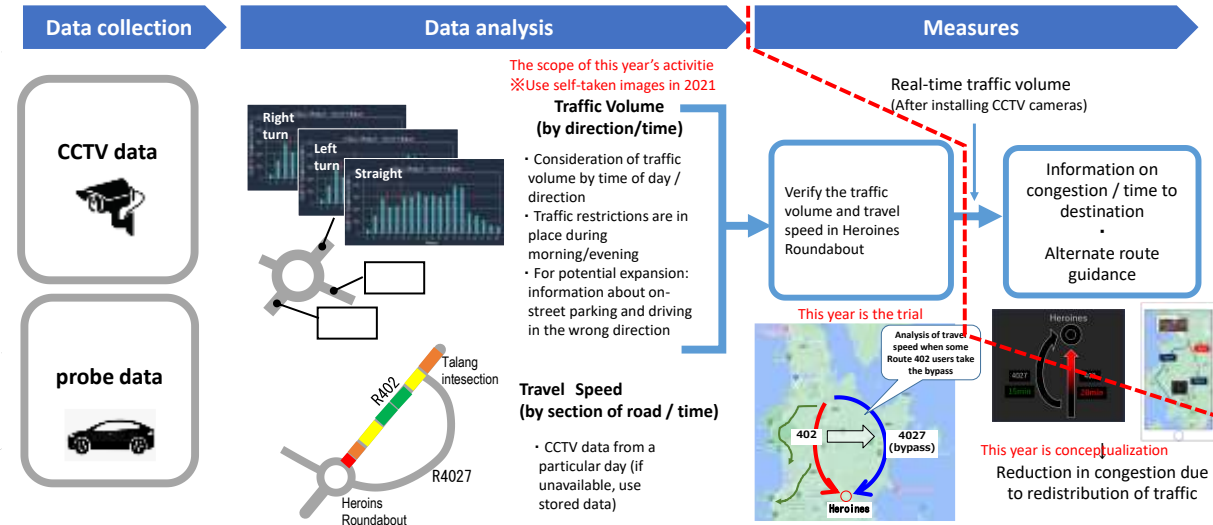 Data collection
Data analysis
Measures
CCTV data
probe data
The scope of this year's activitie
※Use self-taken images in 2021
Right
turn
Left
turn
Straight
Traffic Volume
(by direction/time)
・Consideration of traffic
volume by time of day /
direction
・Traffic restrictions are in
place during
morning/evening
・For potential expansion:
information about on-
street parking and driving
in the wrong direction
Talang
intesection
R402
R4027
Heroins
Roundabout
Travel Speed
(by section of road / time)
・CCTV data from a
particular day (if
unavailable, use
stored data)
Verify the traffic
volume and travel
speed in Heroines
Roundabout
This year is the trial
Analysis of travel
speed when some
Route 402 users take
the bypass
402
4027
(bypass)
Heroines
Real-time traffic volume
(After installing CCTV cameras)
Information on
congestion / time to
destination
・
Alternate route
guidance
Heroines
4027
15min
20min
This year is conceptualization
↓
Reduction in congestion due
to redistribution of traffic